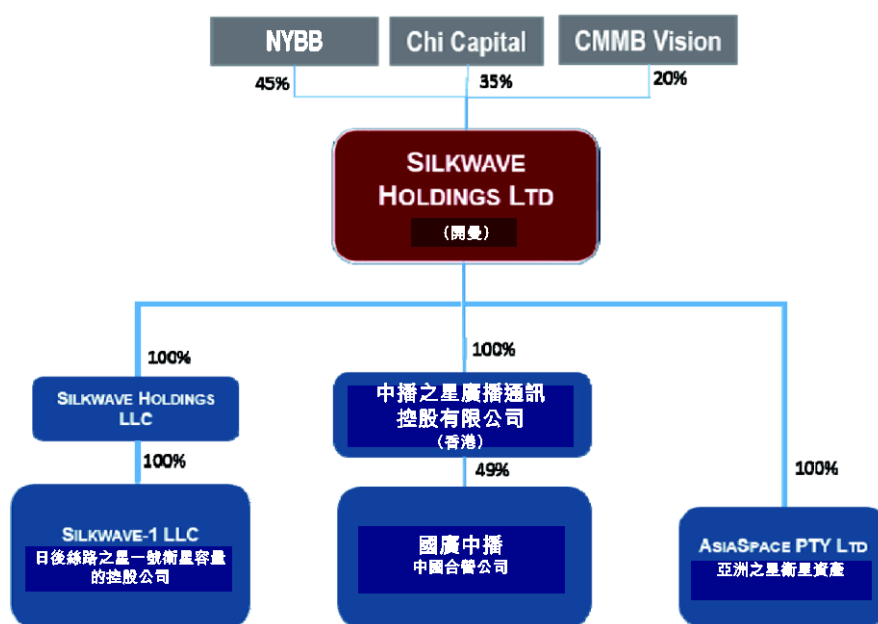 NYBB
Chi Capital
CMMB Vision
45%
35%
20%
SILKWAVE
HOLDINGS LTD
(開曼)
100%
100%
100%
SILKWAVE HOLDINGS
LLC
中播之星廣播通訊
控股有限公司
(香港)
100%
49%
SILKWAVE-1 LLC
日後絲路之星一號衛星容量
的控股公司
國廣中播
中國合營公司
ASIASPACE PTY LTD
亞洲之星衛星資產